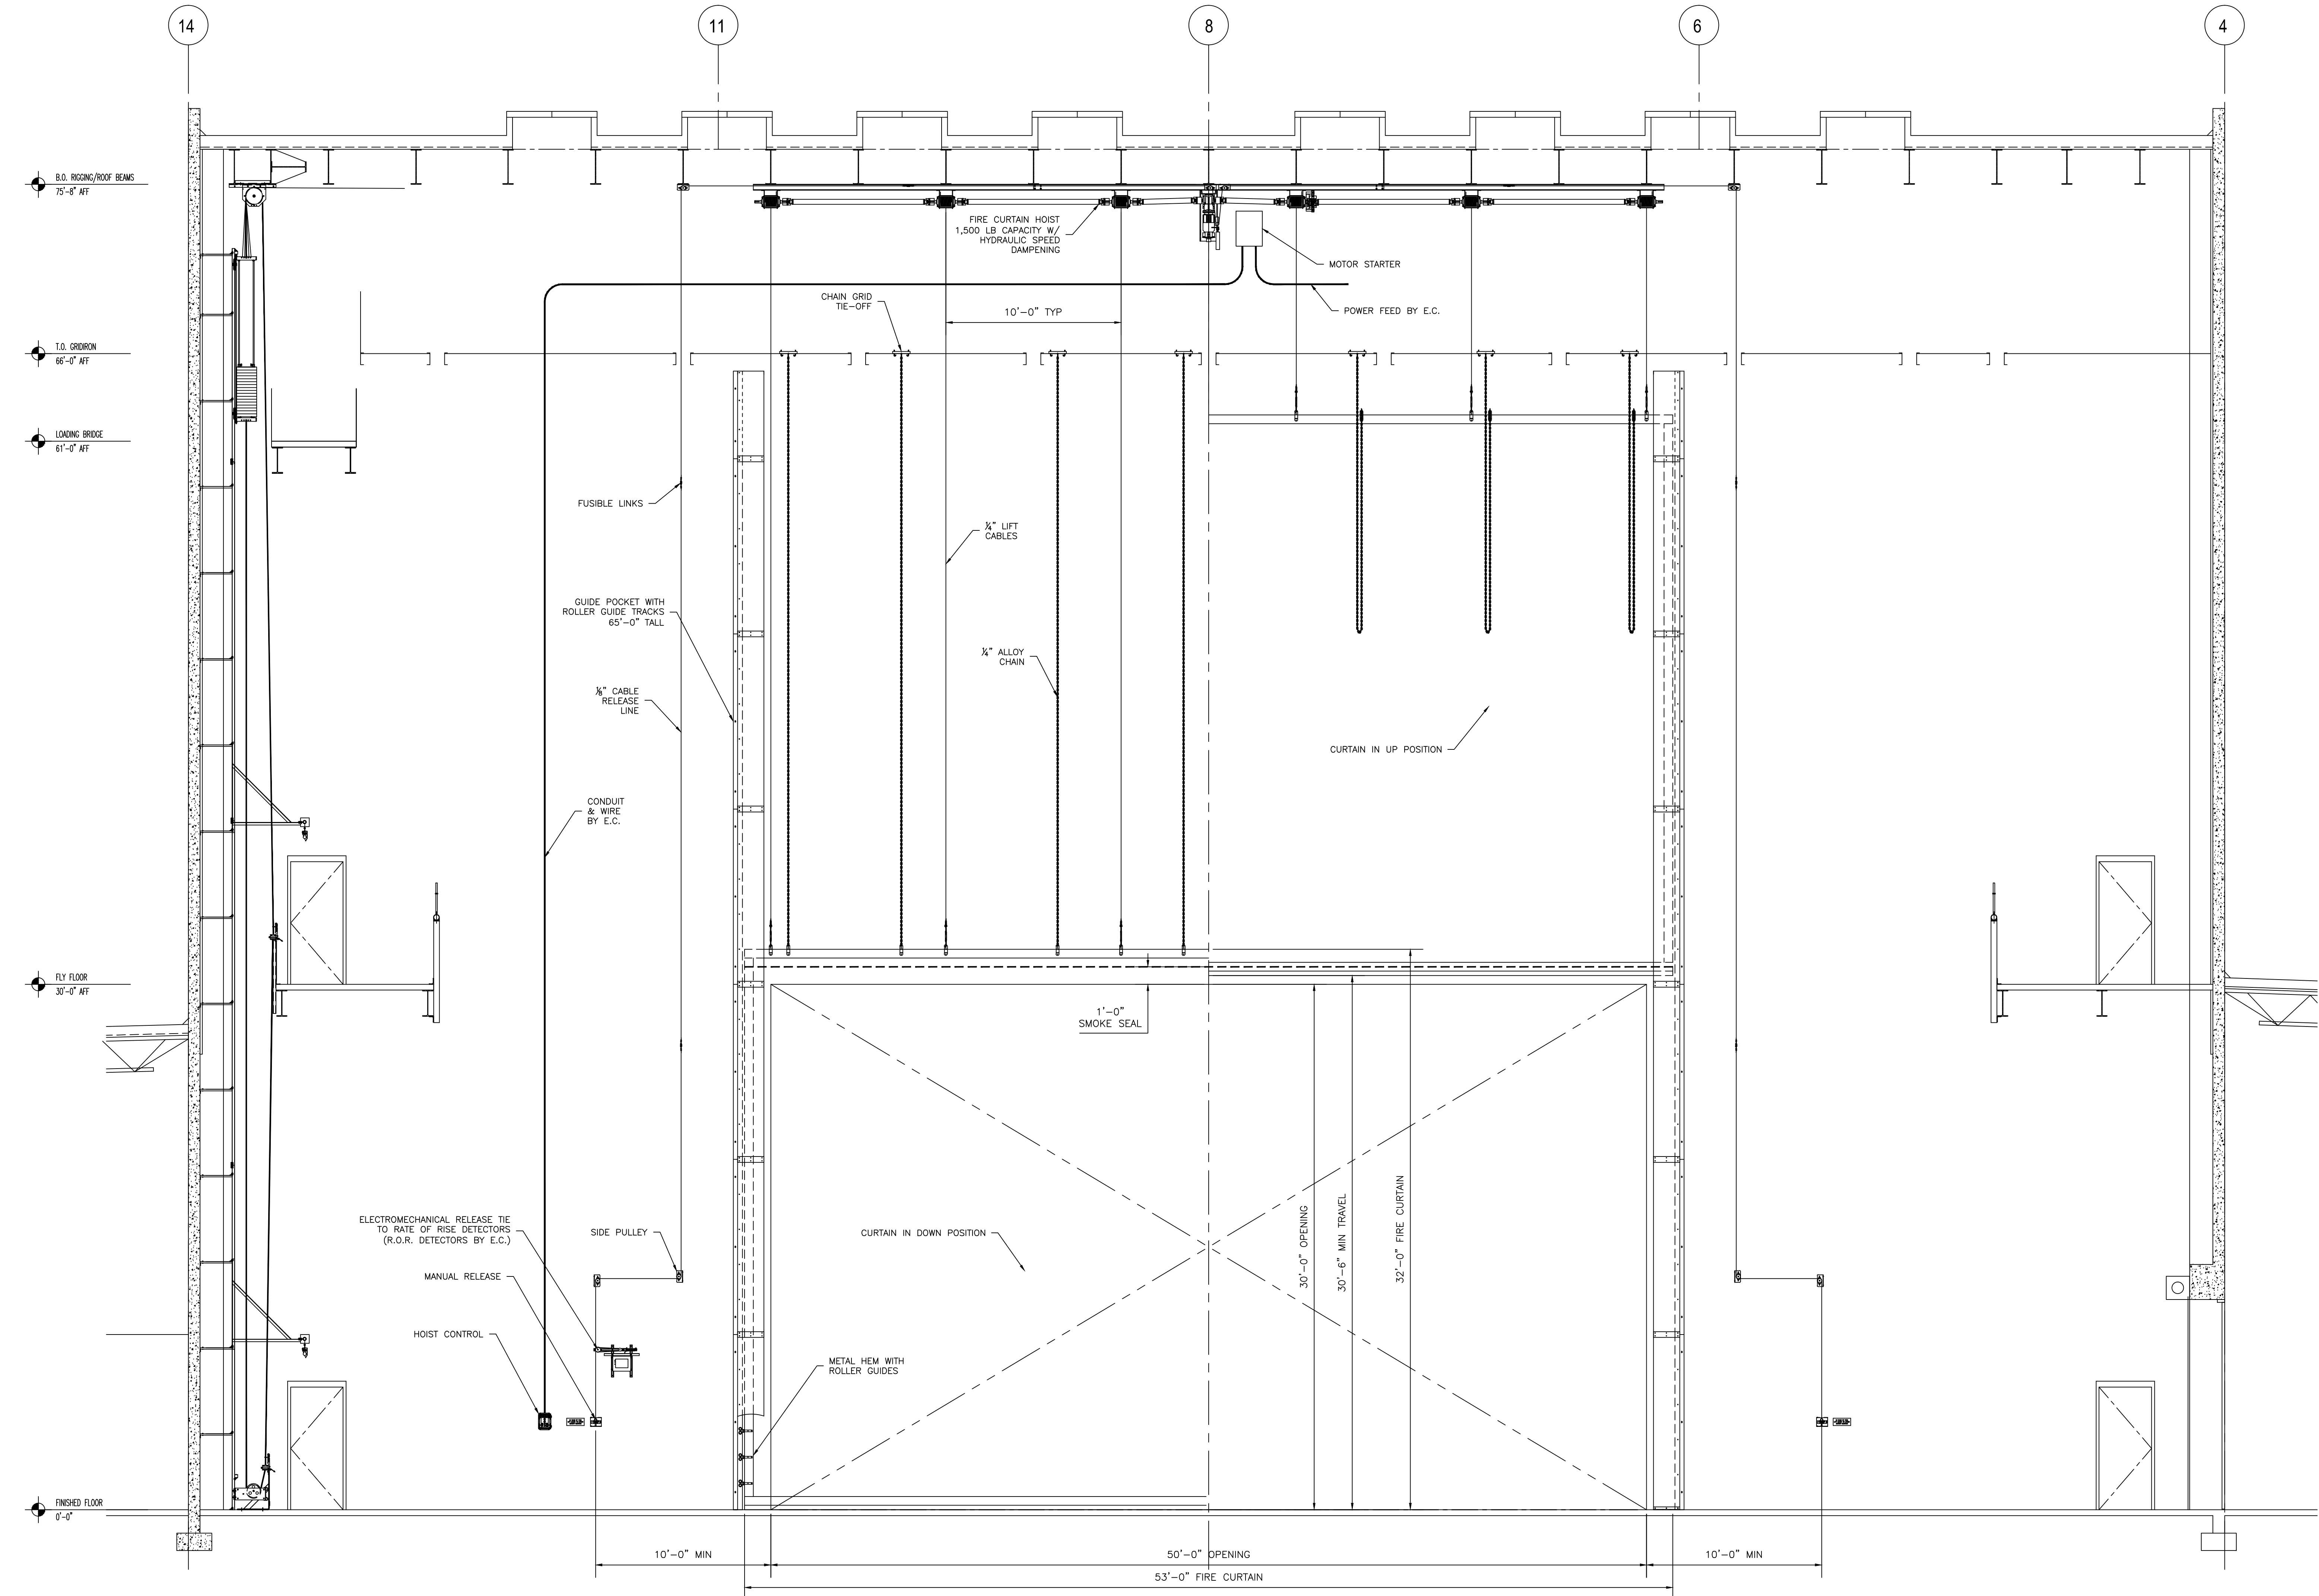 14
11
8
6
4
B.O. RIGGING/ROOF BEAMS
75'-8" AFF
FIRE CURTAIN HOIST
1,500 LB CAPACITY W/
HYDRAULIC SPEED
DAMPENING
MOTOR STARTER
CHAIN GRID
TIE-OFF
10'-0" TYP
POWER FEED BY E.C.
T.O. GRIDIRON
66'-0" AFF
LOADING BRIDGE
61'-0" AFF
FUSIBLE LINKS
¼" LIFT
CABLES
GUIDE POCKET WITH
ROLLER GUIDE TRACKS
65'-0" TALL
¼" ALLOY
CHAIN
⅛" CABLE
RELEASE
LINE
CURTAIN IN UP POSITION
CONDUIT
& WIRE
BY E.C.
FLY FLOOR
30'-0" AFF
1'-0"
SMOKE SEAL
ELECTROMECHANICAL RELEASE TIE
TO RATE OF RISE DETECTORS
(R.O.R. DETECTORS BY E.C.)
SIDE PULLEY
CURTAIN IN DOWN POSITION
30'-0" OPENING
30'-6" MIN TRAVEL
32'-0" FIRE CURTAIN
MANUAL RELEASE
HOIST CONTROL
METAL HEM WITH
ROLLER GUIDES
FINISHED FLOOR
0'-0"
10'-0" MIN
50'-0" OPENING
10'-0" MIN
53'-0" FIRE CURTAIN